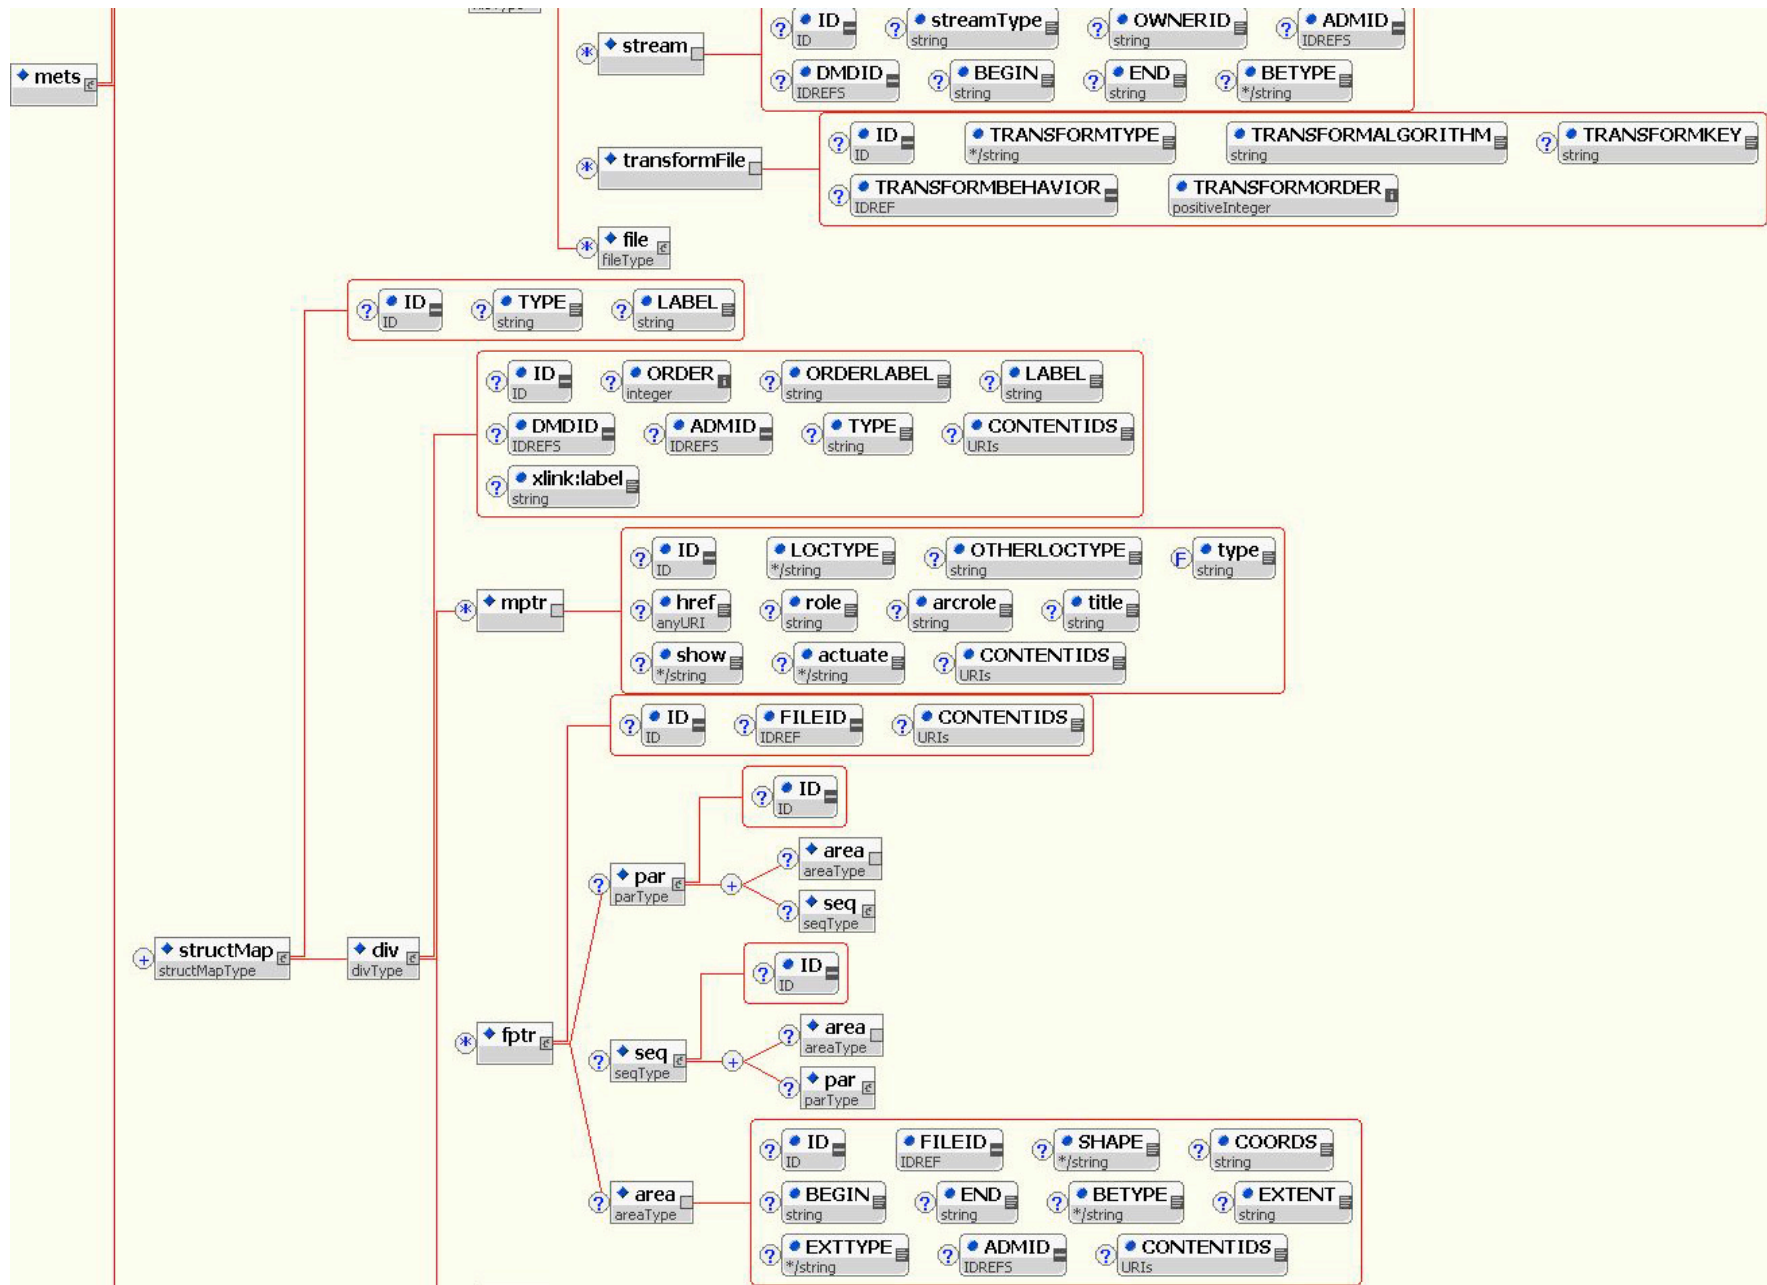 ? ID ? streamType ? OWNERID ? ADMID
ID string string IDREFS
* stream
mets
? DMDID ? BEGIN ? END ? BETYPE
IDREFS string string */string
? ID TRANSFORMTYPE TRANSFORMALGORITHM ? TRANSFORMKEY
ID */string string string
* transformFile
? TRANSFORMBEHAVIOR TRANSFORMORDER
IDREF positiveInteger
* file
fileType
? ID ? TYPE ? LABEL
ID string string
? ID ? ORDER ? ORDERLABEL ? LABEL
ID integer string string
? DMDID ? ADMID ? TYPE ? CONTENTIDS
IDREFS IDREFS string URIs
? xlink:label
string
? ID LOCTYPE ? OTHERLOCTYPE F type
ID */string string string
* mptr
? href ? role ? arcrole ? title
anyURI string string string
? show ? actuate ? CONTENTIDS
*/string */string URIs
? ID ? FILEID ? CONTENTIDS
ID IDREF URIs
? ID
ID
? area
areaType
? par +
parType
? seq
seqType
+ structMap
structMapType
div
divType
? ID
ID
* fptr
? area
areaType
? seq +
seqType
? par
parType
? ID FILEID ? SHAPE ? COORDS
ID IDREF */string string
? area
areaType
? BEGIN ? END ? BETYPE ? EXTENT
string string */string string
? EXTTYPE ? ADMID ? CONTENTIDS
*/string IDREFS URIs